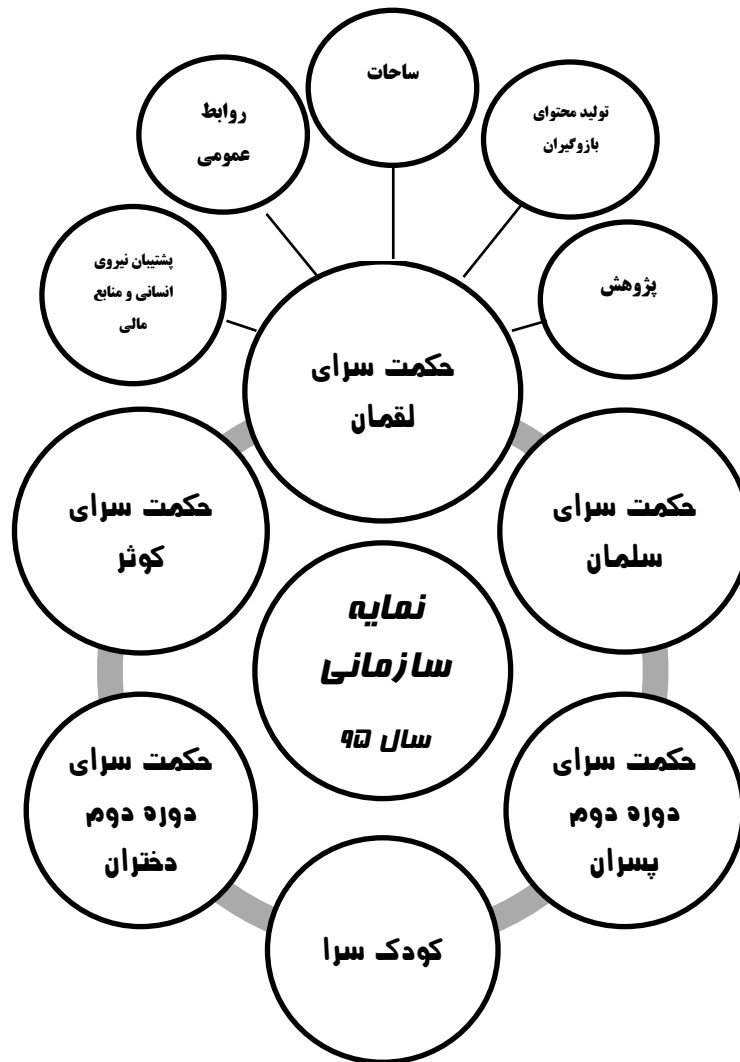 ساحات
روابط
عمومی
تولید محتوای
بازوگیران
پشتیبان نیروی
انسانی و منابع
مالی
پژوهش
حکمت سرای
لقمان
حکمت سرای
کوثر
حکمت سرای
سلمان
نمایه
سازمانی
سال ۹۵
حکمت سرای
دوره دوم
دختران
حکمت سرای
دوره دوم
پسران
کودک سرا